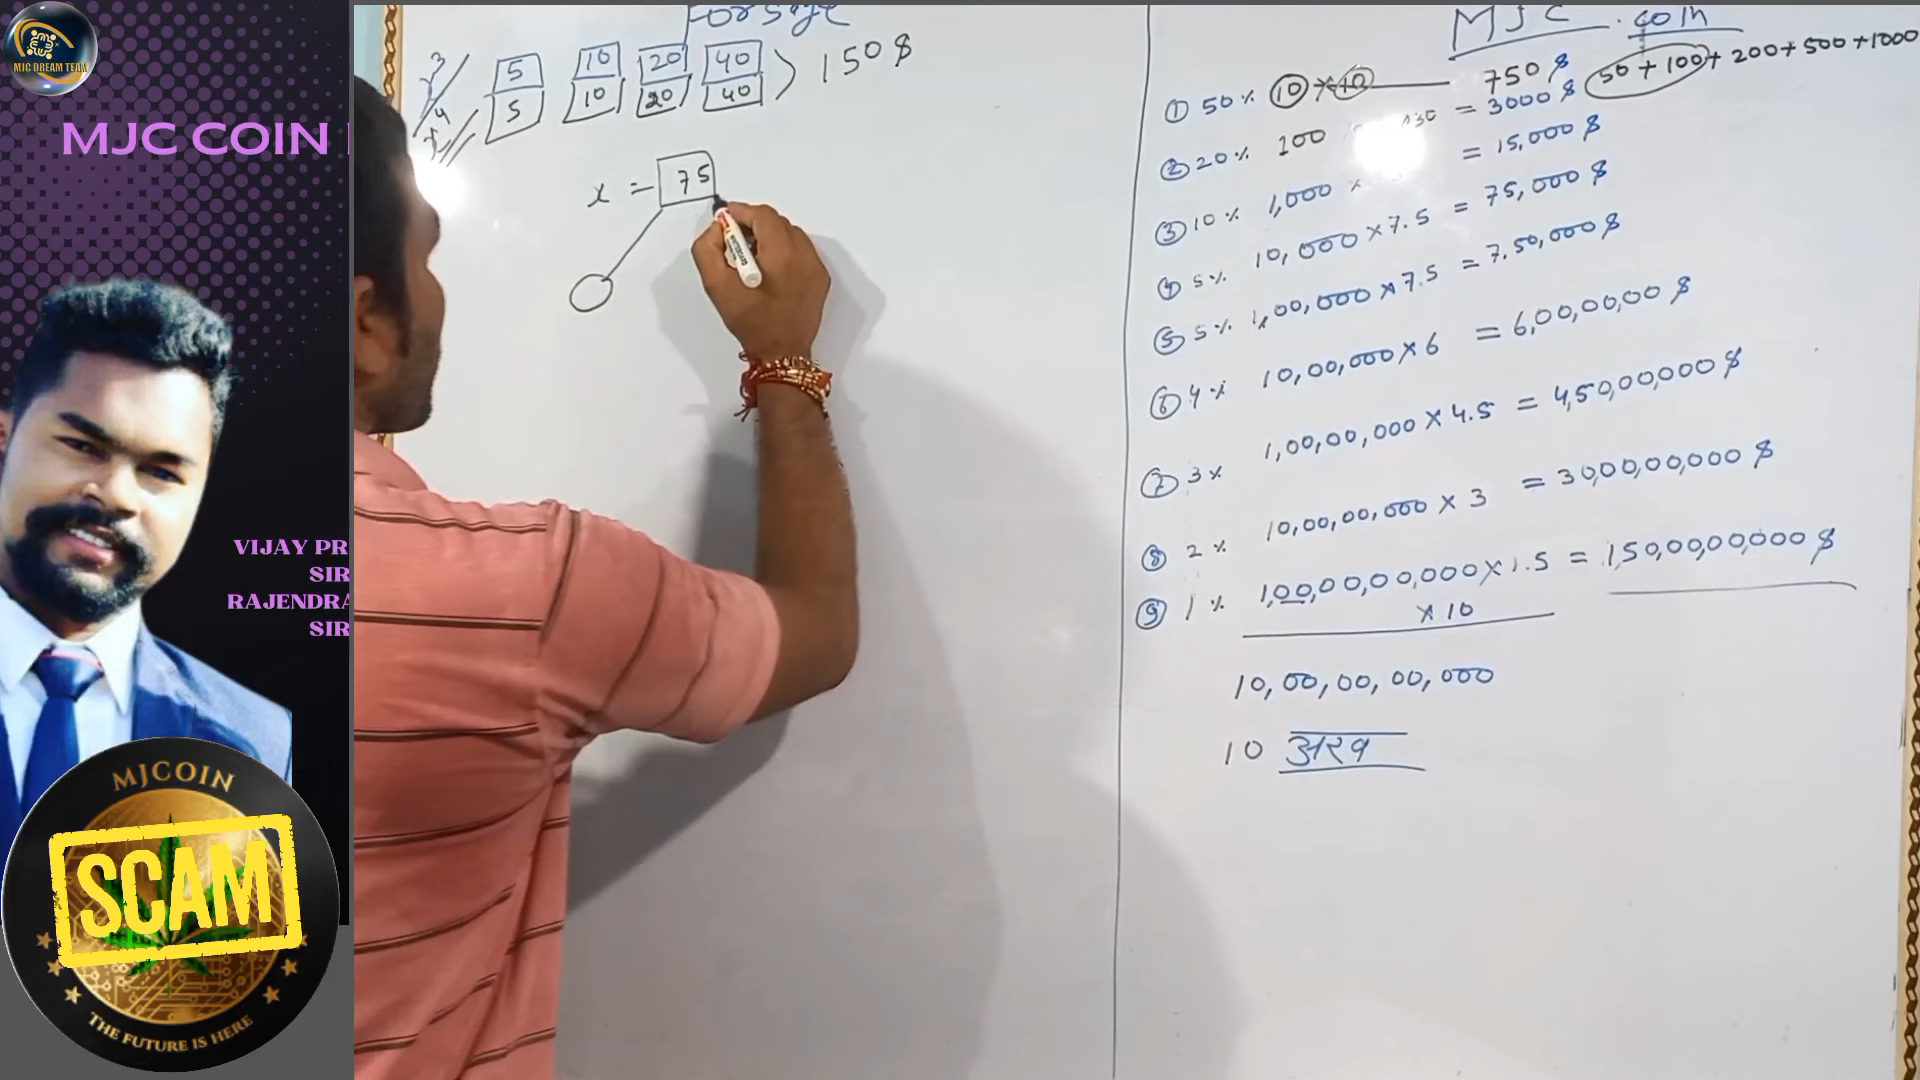 MJC DREAM TEAM
MJC COIN
VIJAY PR
SIR
RAJENDRA
SIR
MJCOIN
SCAM
THE FUTURE IS HERE
Forsage
x3
x4
5 10 20 40
5 10 20 40
150 $
x = 75
MJC.com
① 50% 10 × 10 750 $ 50 + 100 + 200 + 500 + 1000
② 20% 100 = 3000 $
③ 10% 1,000 × = 15,000 $
④ 5% 10,000 × 7.5 = 75,000 $
⑤ 5% 1,00,000 × 7.5 = 7,50,000 $
⑥ 4% 10,00,000 × 6 = 6,00,00,00 $
⑦ 3% 1,00,00,000 × 4.5 = 4,50,00,000 $
⑧ 2% 10,00,00,000 × 3 = 30,00,00,000 $
⑨ 1% 1,00,00,00,000 × 1.5 = 1,50,00,00,000 $
× 10
10,00,00,00,000
10 अरब